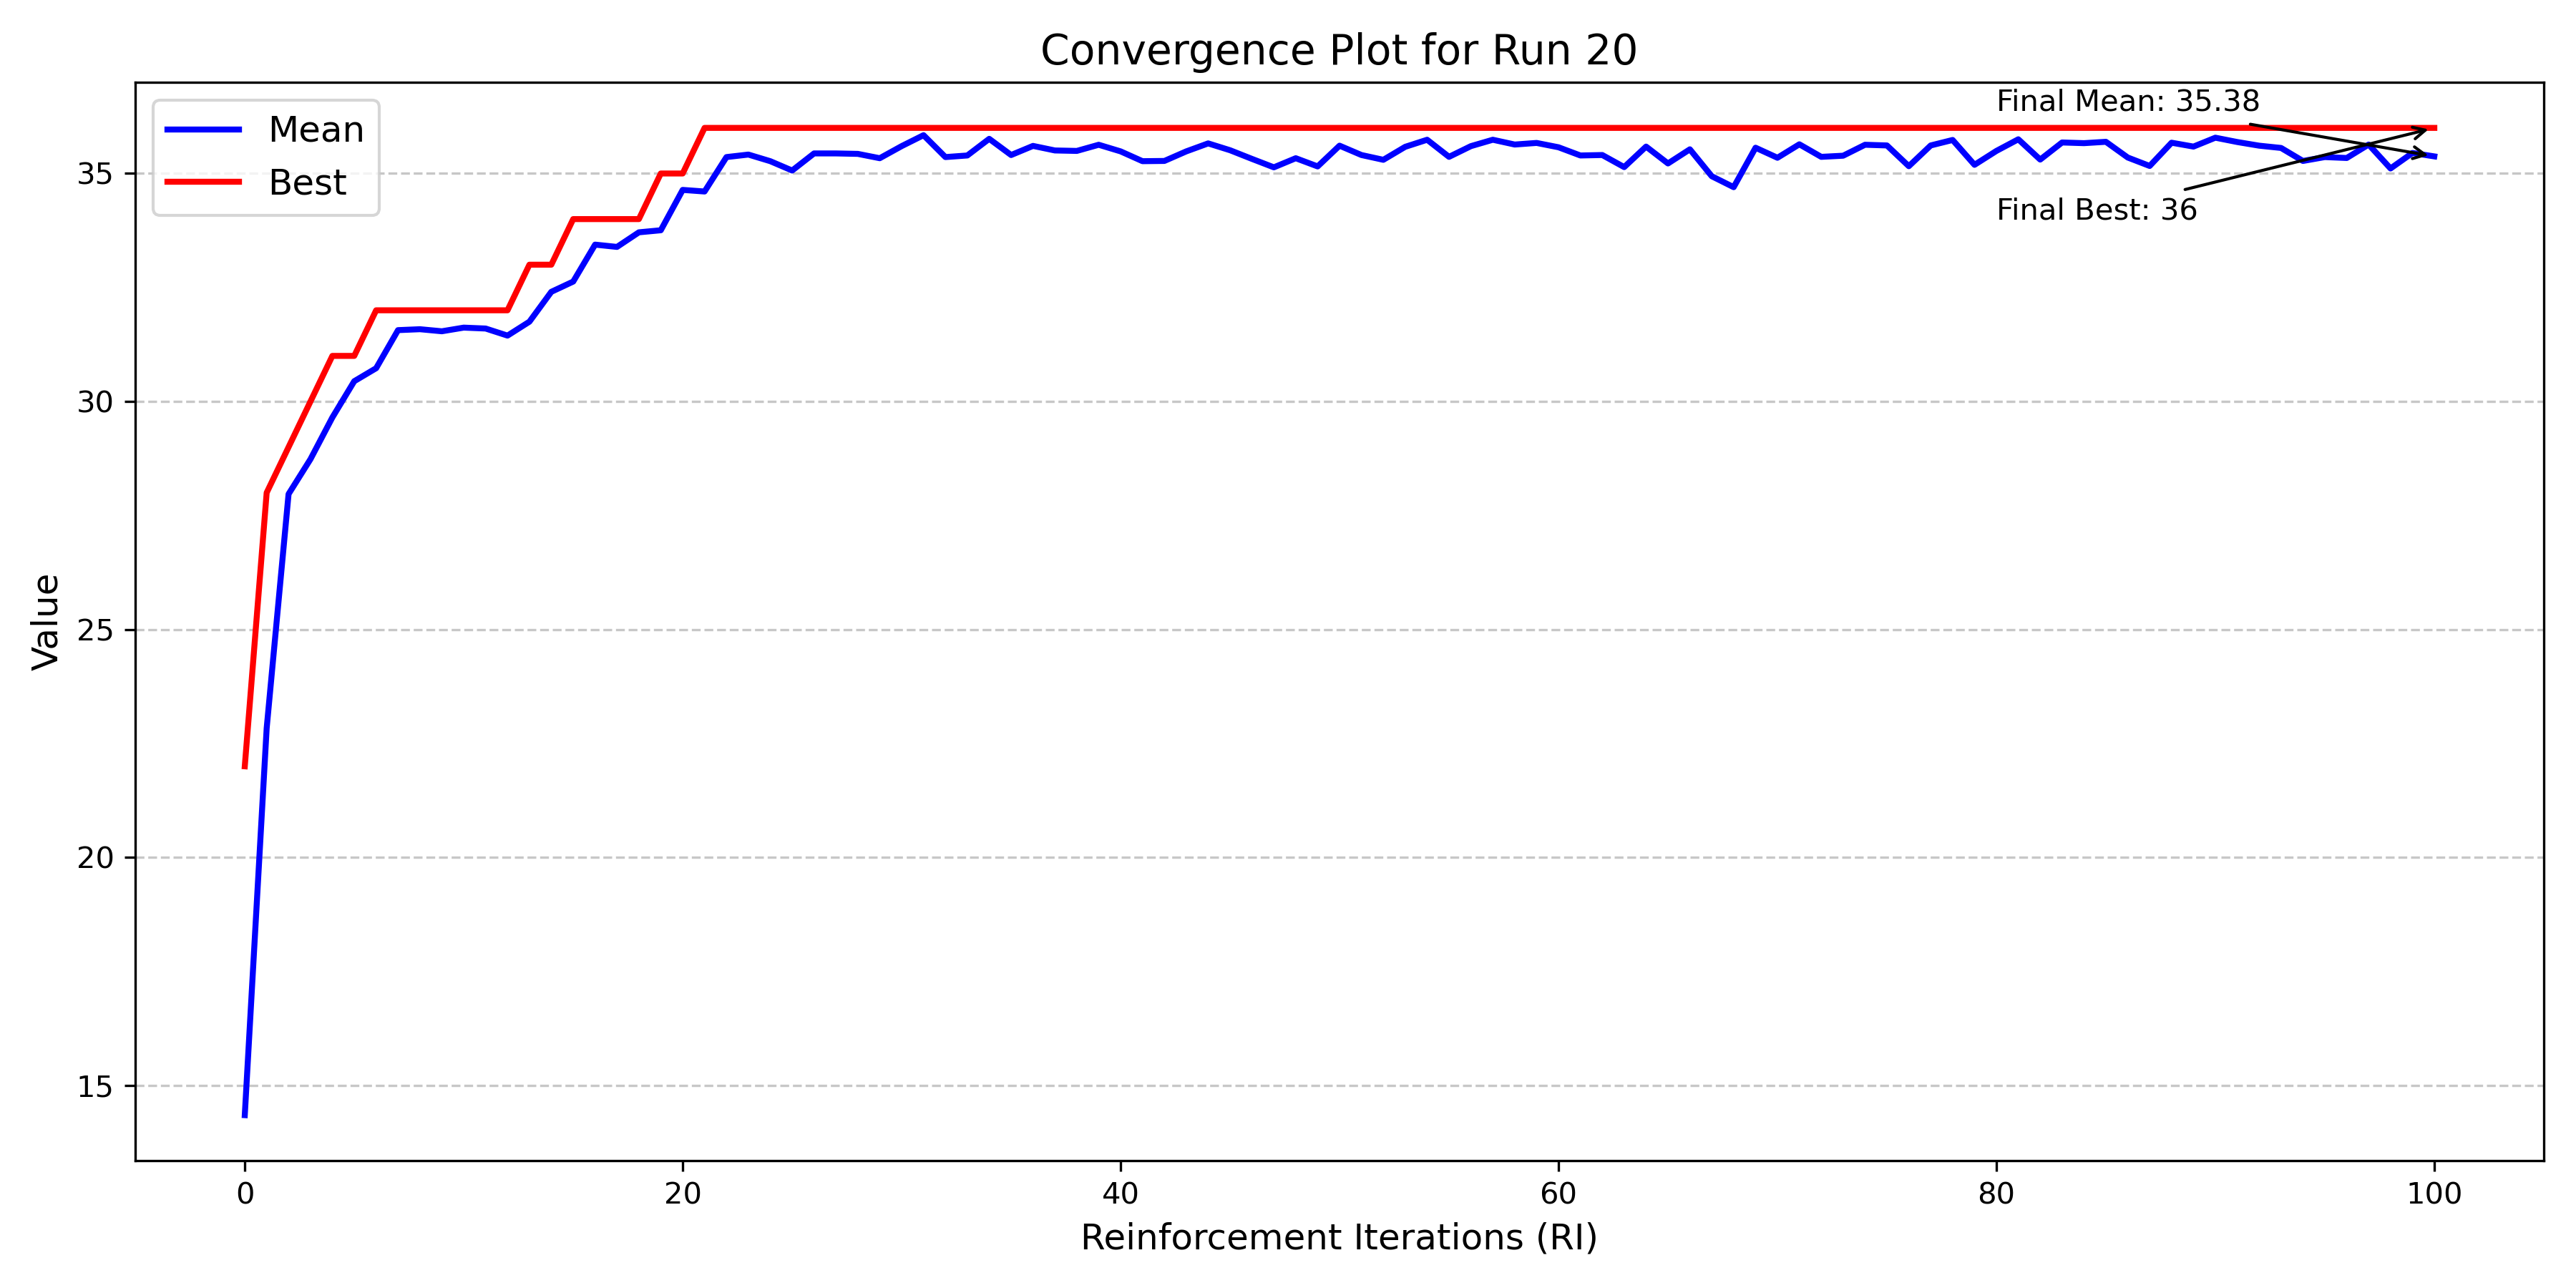 Convergence Plot for Run 20
Mean
Best
Final Mean: 35.38
Final Best: 36
35
30
25
20
15
Value
0
20
40
60
80
100
Reinforcement Iterations (RI)